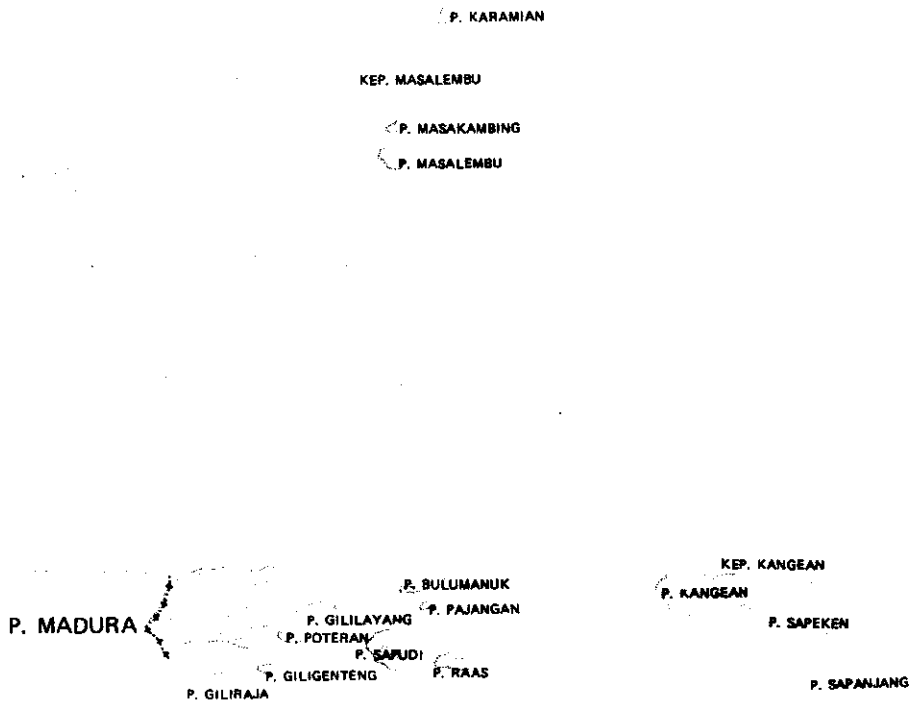 P. KARAMIAN
KEP. MASALEMBU
P. MASAKAMBING
P. MASALEMBU
KEP. KANGEAN
P. BULUMANUK
P. KANGEAN
P. PAJANGAN
P. GILILAYANG
P. SAPEKEN
P. MADURA
P. POTERAN
P. SAPUDI
P. RAAS
P. GILIGENTENG
P. SAPANJANG
P. GILIRAJA